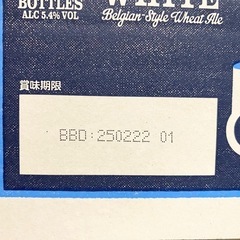 BOTTLES
ALC 5.4% VOL
WHITE
Belgian-Style Wheat Ale
賞味期限
BBD:250222 01